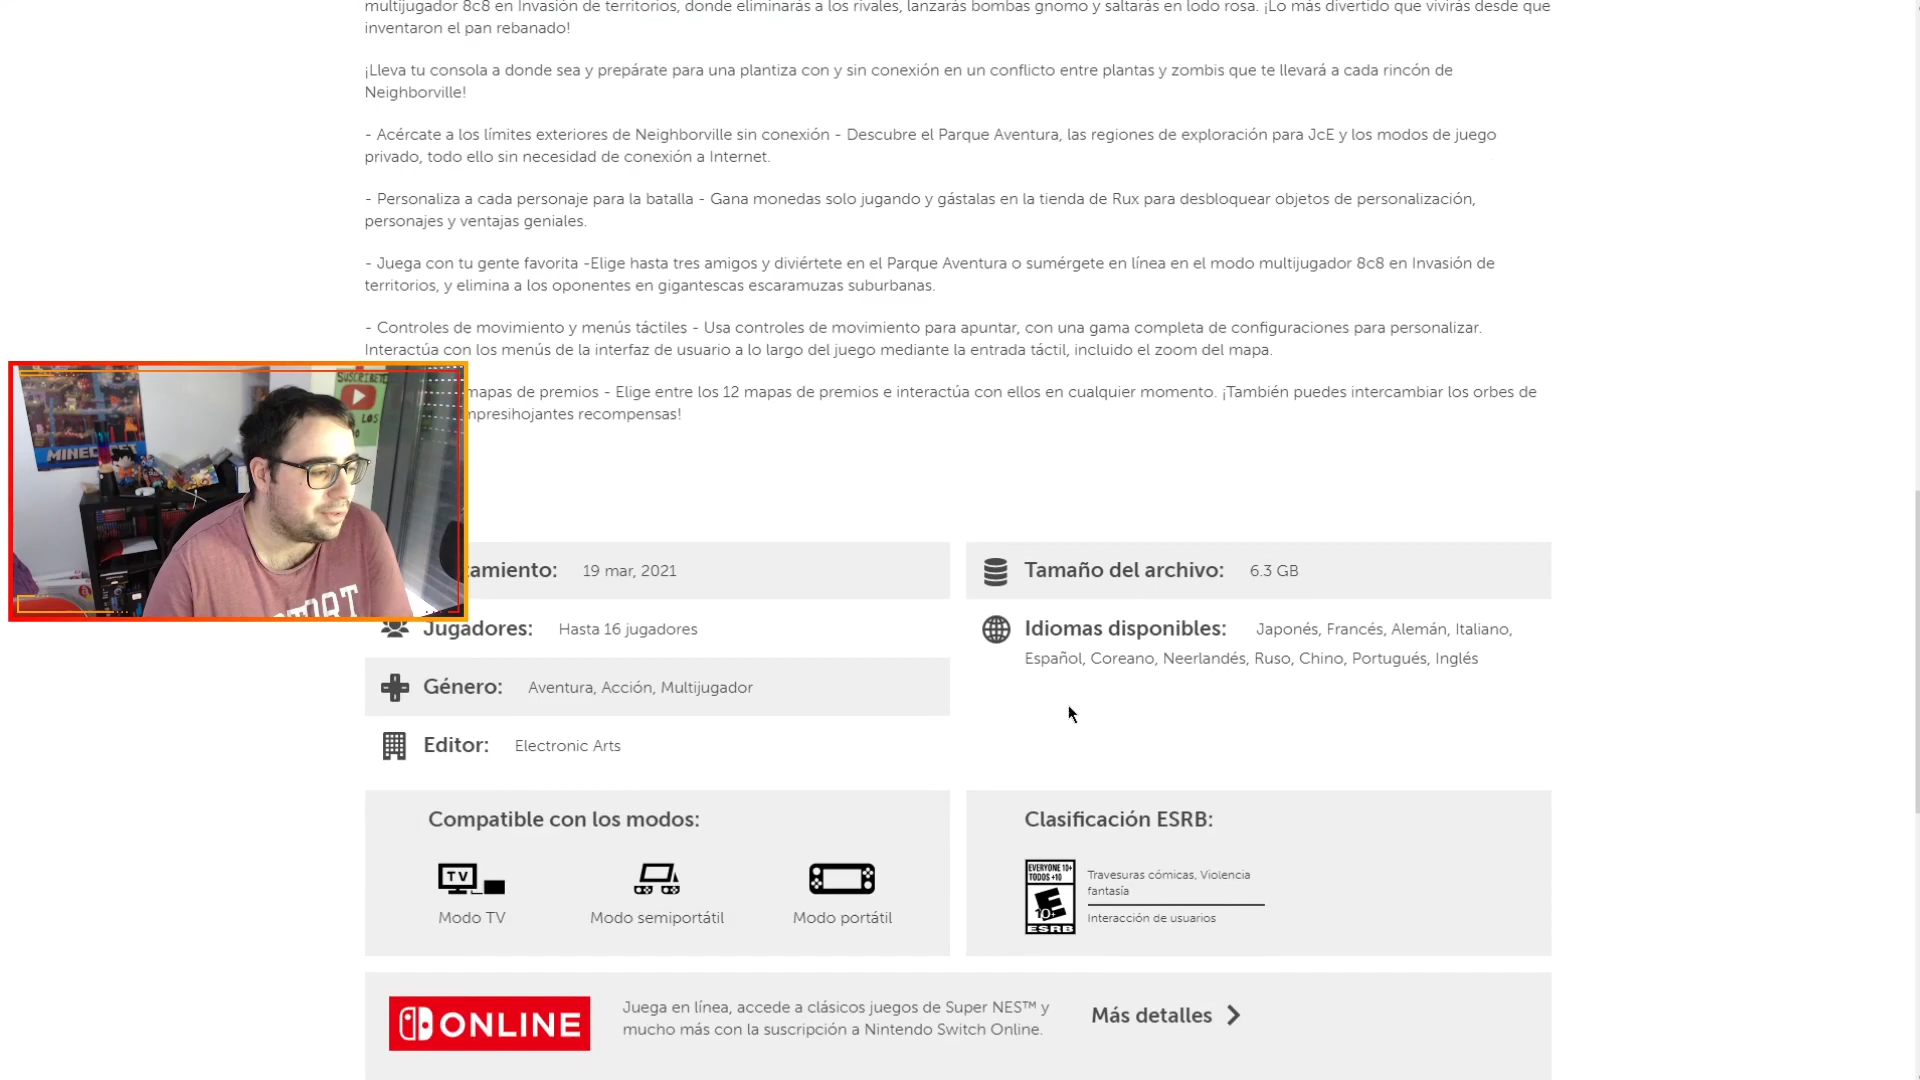 multijugador 8c8 en Invasión de territorios, donde eliminarás a los rivales, lanzarás bombas gnomo y saltarás en lodo rosa. ¡Lo más divertido que vivirás desde que
inventaron el pan rebanado!
¡Lleva tu consola a donde sea y prepárate para una plantiza con y sin conexión en un conflicto entre plantas y zombis que te llevará a cada rincón de
Neighborville!
- Acércate a los límites exteriores de Neighborville sin conexión - Descubre el Parque Aventura, las regiones de exploración para JcE y los modos de juego
privado, todo ello sin necesidad de conexión a Internet.
- Personaliza a cada personaje para la batalla - Gana monedas solo jugando y gástalas en la tienda de Rux para desbloquear objetos de personalización,
personajes y ventajas geniales.
- Juega con tu gente favorita -Elige hasta tres amigos y diviértete en el Parque Aventura o sumérgete en línea en el modo multijugador 8c8 en Invasión de
territorios, y elimina a los oponentes en gigantescas escaramuzas suburbanas.
- Controles de movimiento y menús táctiles - Usa controles de movimiento para apuntar, con una gama completa de configuraciones para personalizar.
Interactúa con los menús de la interfaz de usuario a lo largo del juego mediante la entrada táctil, incluido el zoom del mapa.
mapas de premios - Elige entre los 12 mapas de premios e interactúa con ellos en cualquier momento. ¡También puedes intercambiar los orbes de
mpresihojantes recompensas!
SUSCRIBETE
LOS
MINEC
amiento: 19 mar, 2021
Tamaño del archivo: 6.3 GB
Jugadores: Hasta 16 jugadores
Idiomas disponibles: Japonés, Francés, Alemán, Italiano,
Español, Coreano, Neerlandés, Ruso, Chino, Portugués, Inglés
Género: Aventura, Acción, Multijugador
Editor: Electronic Arts
Compatible con los modos:
TV
Modo TV
Modo semiportátil
Modo portátil
Clasificación ESRB:
EVERYONE 10+
TODOS +10
E
10+
ESRB
Travesuras cómicas, Violencia
fantasía
Interacción de usuarios
ONLINE
Juega en línea, accede a clásicos juegos de Super NES™ y
mucho más con la suscripción a Nintendo Switch Online.
Más detalles